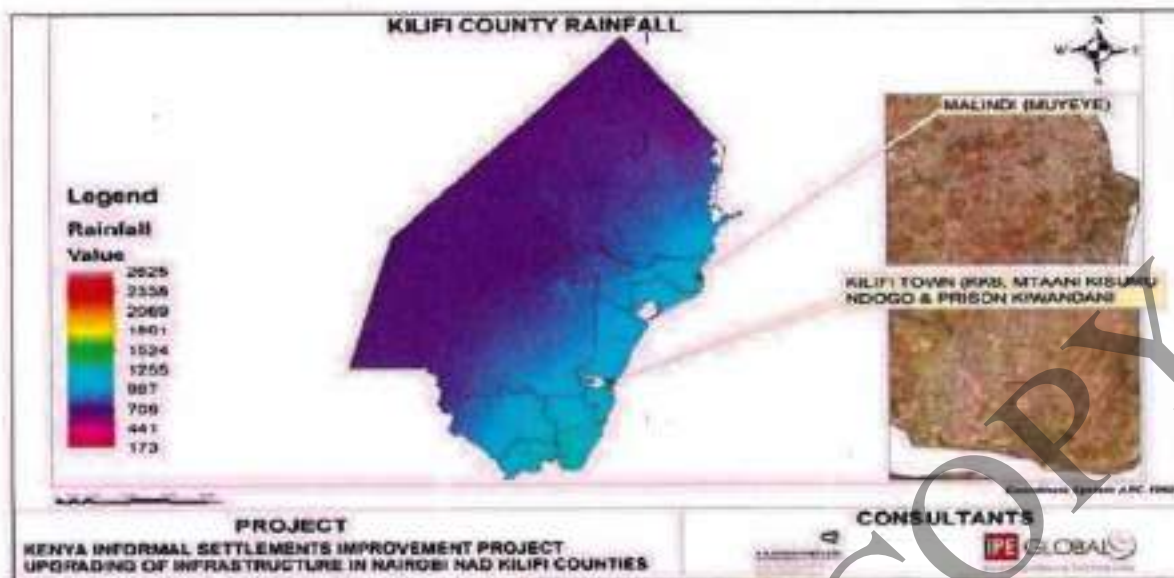 KILIFI COUNTY RAINFALL
N
W
MALINDI (MUYEYE)
Legend
Rainfall
Value
2625
2338
2069
1801
1524
1255
987
709
441
173
KILIFI TOWN (KKB, MTAANI KISUMU
NDOGO & PRISON KIWANDANI
PROJECT
KENYA INFORMAL SETTLEMENTS IMPROVEMENT PROJECT
UPGRADING OF INFRASTRUCTURE IN NAIROBI NAD KILIFI COUNTIES
CONSULTANTS
IPE GLOBAL
COPY